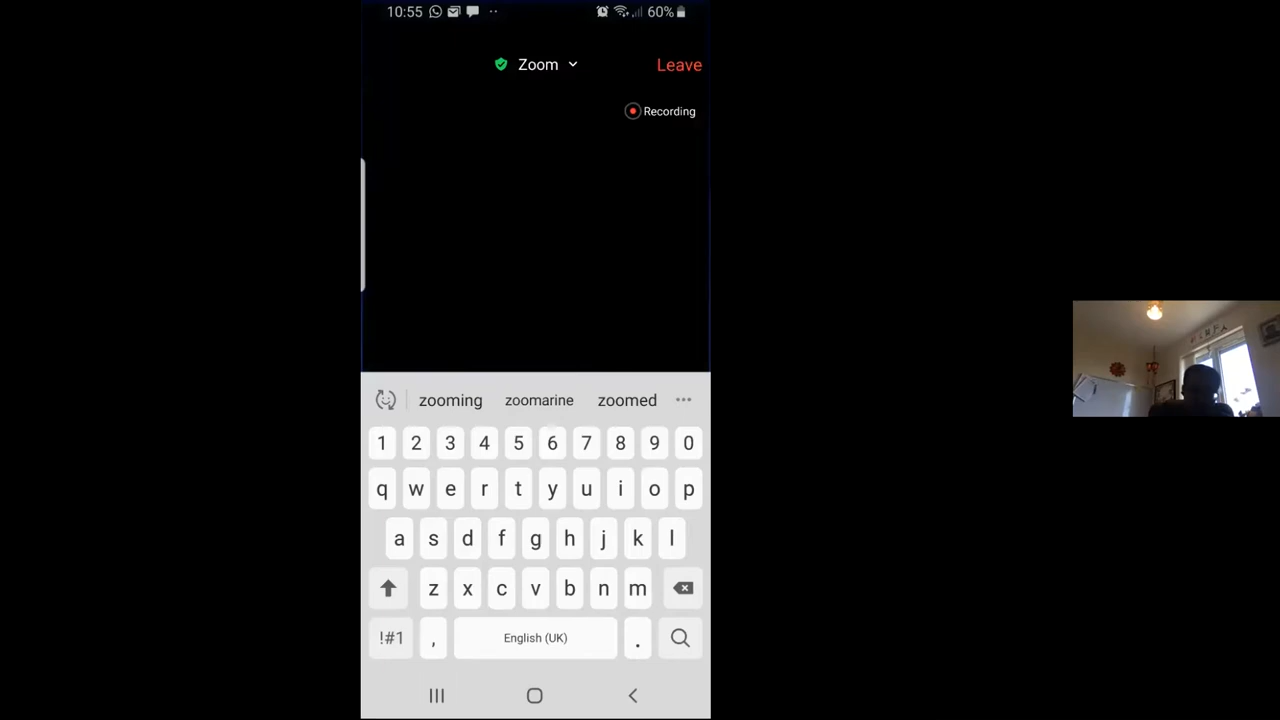 10:55 60%
Zoom Leave
Recording
zooming zoomarine zoomed
1 2 3 4 5 6 7 8 9 0
q w e r t y u i o p
a s d f g h j k l
z x c v b n m
!#1 , English (UK) .